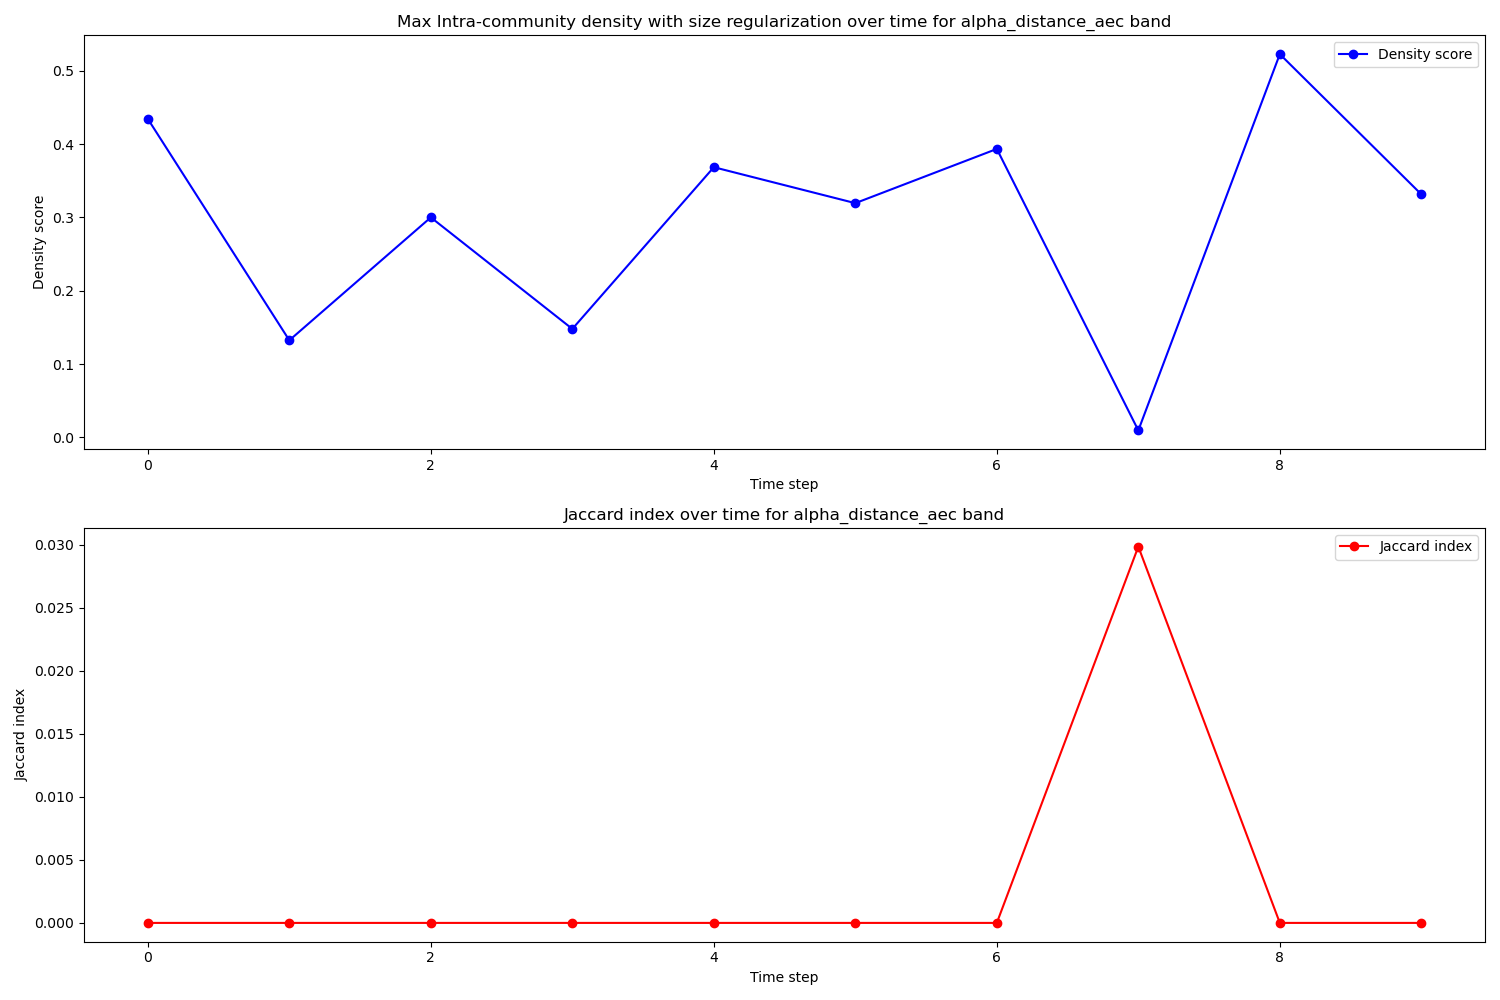 Max Intra-community density with size regularization over time for alpha_distance_aec band
Density score
0.5
0.4
0.3
0.2
0.1
0.0
Density score
0 2 4 6 8
Time step
Jaccard index over time for alpha_distance_aec band
Jaccard index
0.030
0.025
0.020
0.015
0.010
0.005
0.000
Jaccard index
0 2 4 6 8
Time step